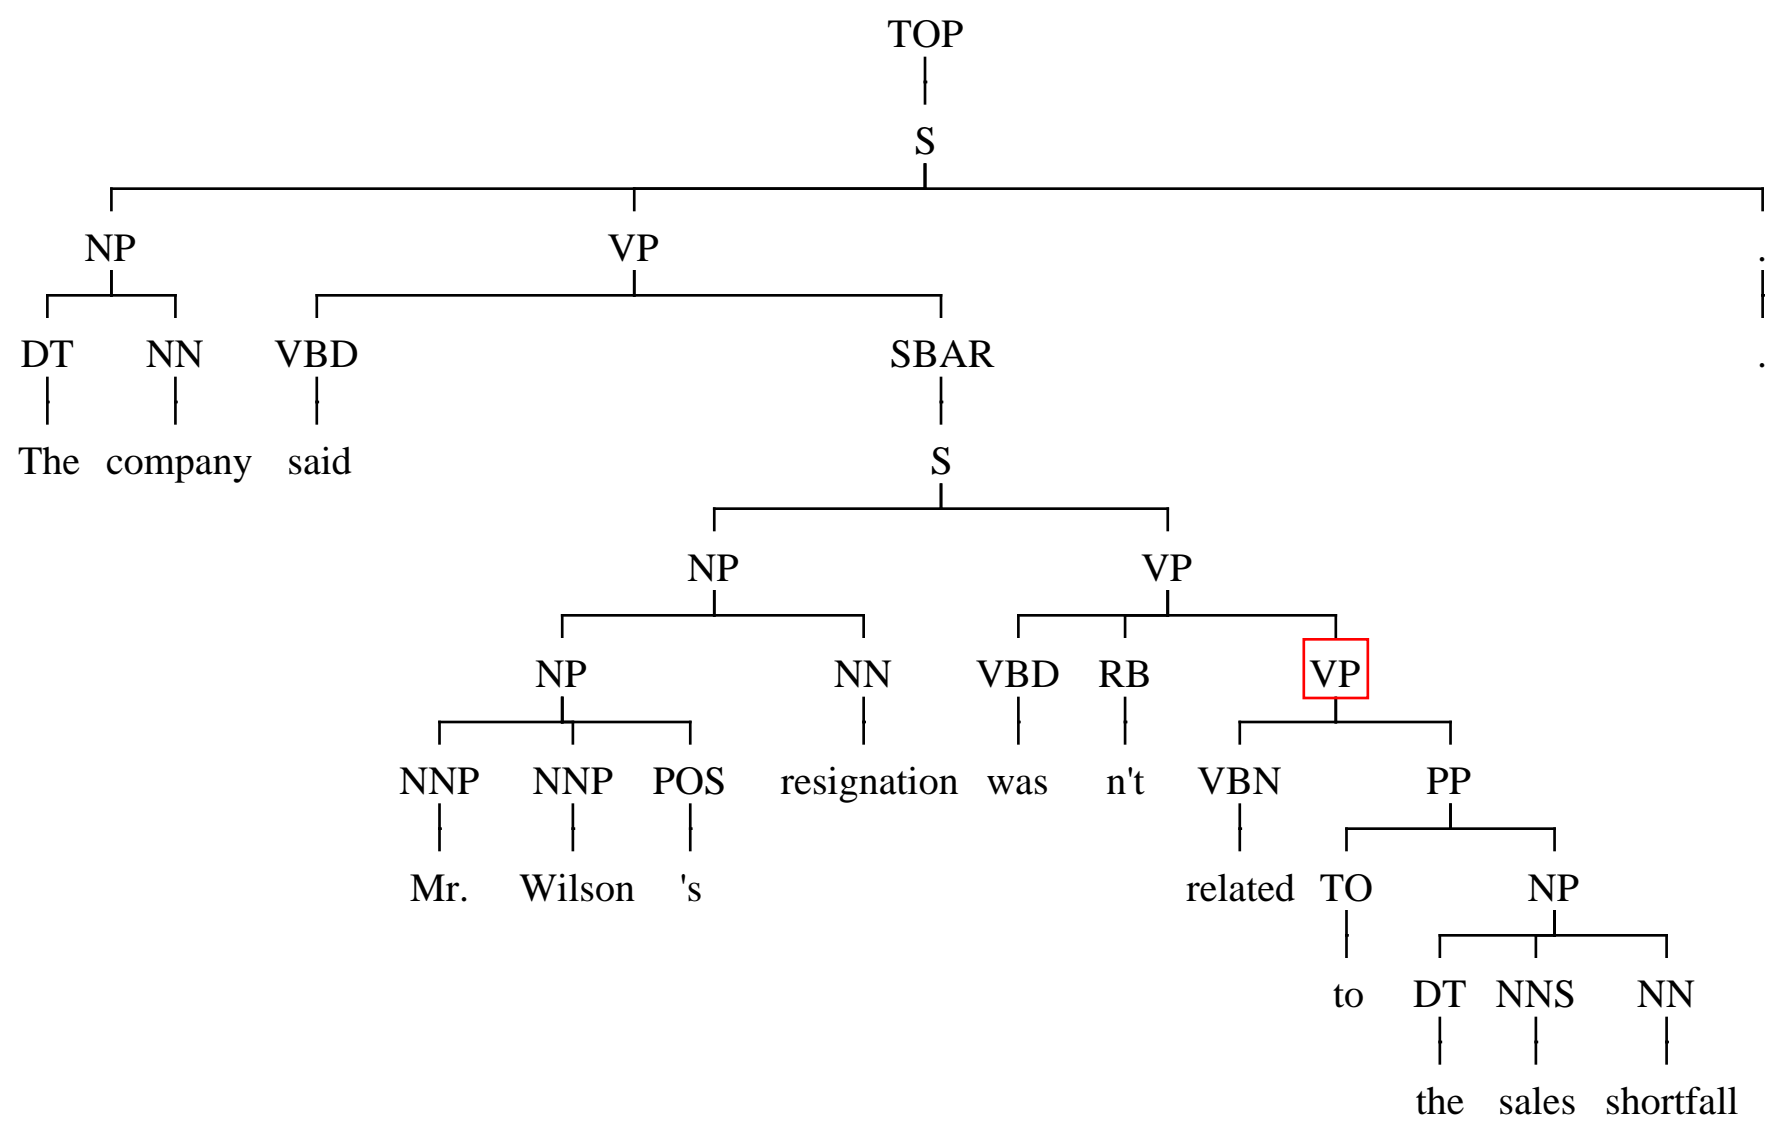 TOP
S
NP VP .
DT NN VBD SBAR .
The company said S
NP VP
NP NN VBD RB VP
NNP NNP POS resignation was n't VBN PP
Mr. Wilson 's related TO NP
to DT NNS NN
the sales shortfall